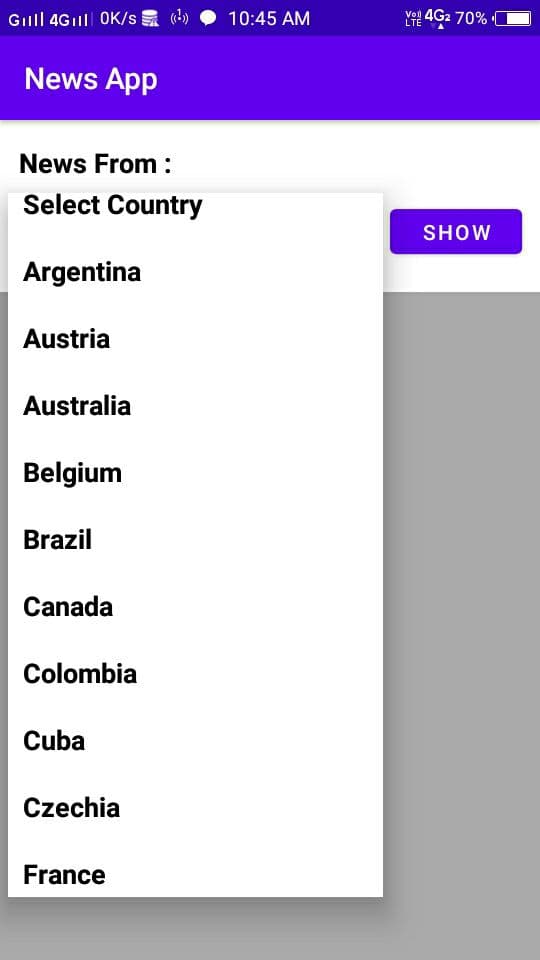 G 4G 0K/s 10:45 AM VoJ LTE 4G2 70%
News App
News From :
Select Country
SHOW
Argentina
Austria
Australia
Belgium
Brazil
Canada
Colombia
Cuba
Czechia
France